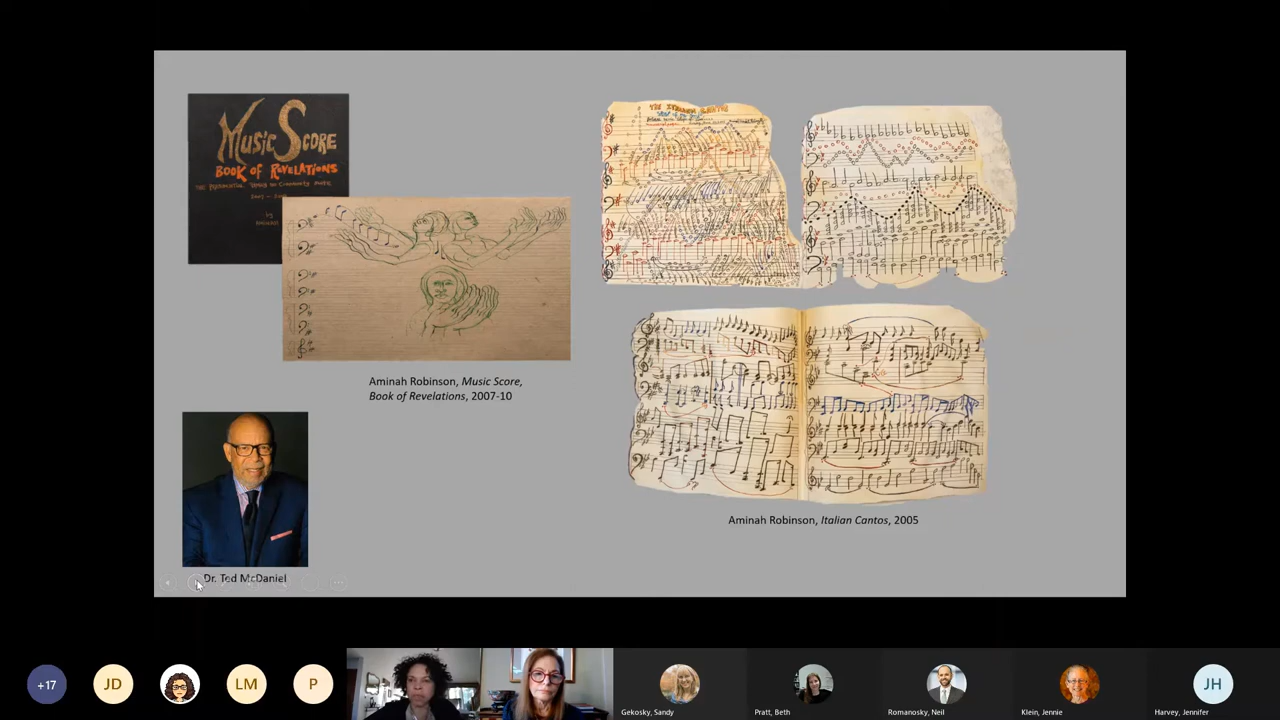 MUSIC SCORE
BOOK OF REVELATIONS
by
Aminah Robinson, Music Score,
Book of Revelations, 2007-10
Aminah Robinson, Italian Cantos, 2005
Dr. Ted McDaniel
+17
JD
LM
P
Gekosky, Sandy
Pratt, Beth
Romanosky, Neil
Klein, Jennie
JH
Harvey, Jennifer